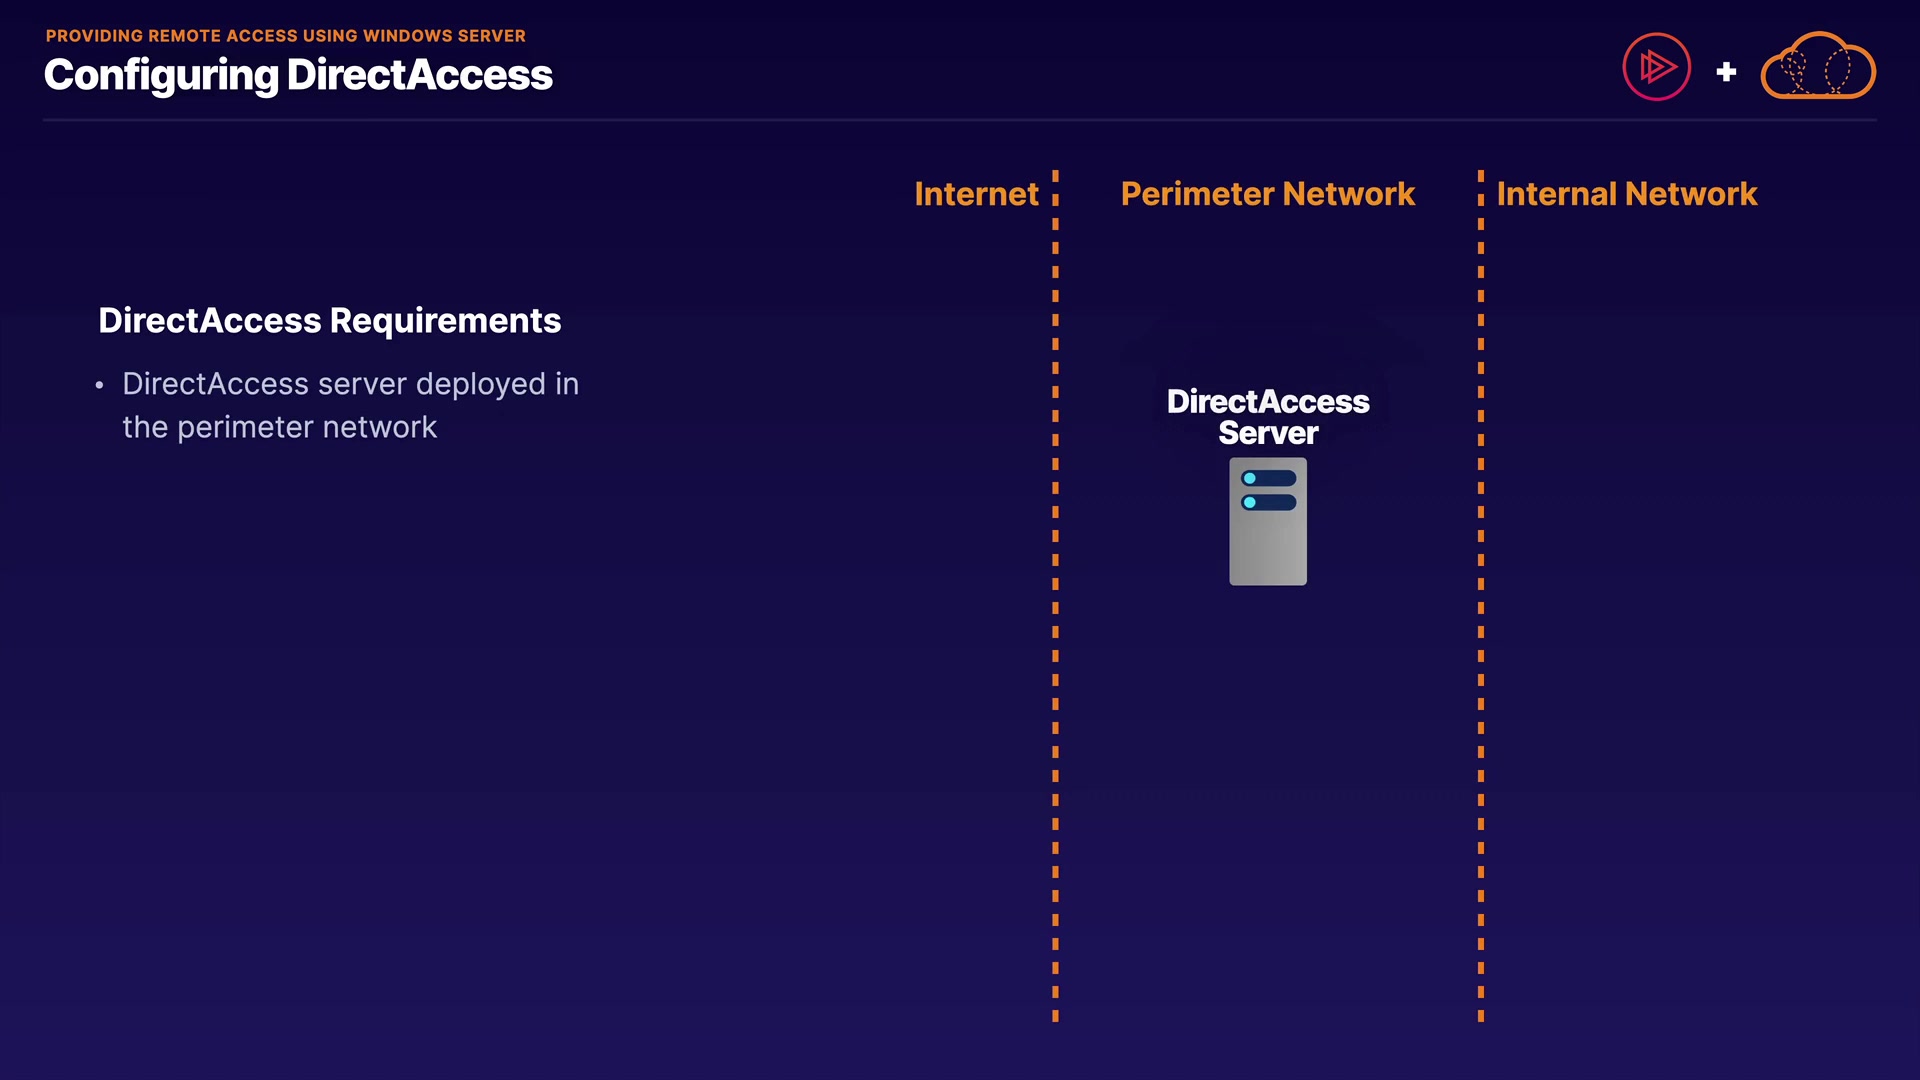 PROVIDING REMOTE ACCESS USING WINDOWS SERVER
Configuring DirectAccess
Internet
Perimeter Network
Internal Network
DirectAccess Requirements
• DirectAccess server deployed in
the perimeter network
DirectAccess
Server